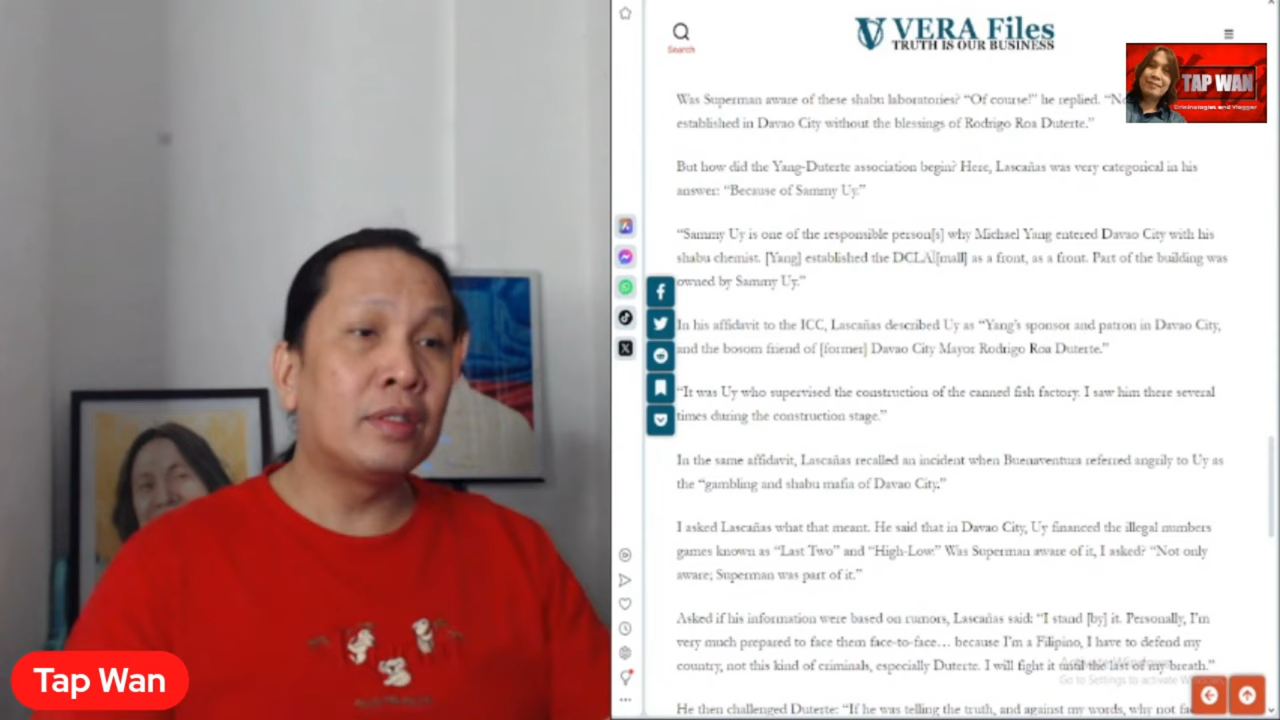 Search
VERA Files
TRUTH IS OUR BUSINESS
TAP WAN
Criminologist and Vlogger
Was Superman aware of these shabu laboratories? “Of course!” he replied. “No
established in Davao City without the blessings of Rodrigo Roa Duterte.”
But how did the Yang-Duterte association begin? Here, Lascañas was very categorical in his
answer: “Because of Sammy Uy.”
“Sammy Uy is one of the responsible person[s] why Michael Yang entered Davao City with his
shabu chemist. [Yang] established the DCLA [mall] as a front, as a front. Part of the building was
owned by Sammy Uy.”
In his affidavit to the ICC, Lascañas described Uy as “Yang’s sponsor and patron in Davao City,
and the bosom friend of [former] Davao City Mayor Rodrigo Roa Duterte.”
“It was Uy who supervised the construction of the canned fish factory. I saw him there several
times during the construction stage.”
In the same affidavit, Lascañas recalled an incident when Buenaventura referred angrily to Uy as
the “gambling and shabu mafia of Davao City.”
I asked Lascañas what that meant. He said that in Davao City, Uy financed the illegal numbers
games known as “Last Two” and “High-Low.” Was Superman aware of it, I asked? “Not only
aware; Superman was part of it.”
Asked if his information were based on rumors, Lascañas said: “I stand [by] it. Personally, I’m
very much prepared to face them face-to-face… because I’m a Filipino, I have to defend my
country, not this kind of criminals, especially Duterte. I will fight it until the last of my breath.”
Activate Windows
Go to Settings to activate
He then challenged Duterte: “If he was telling the truth, and against my words, why not
Tap Wan